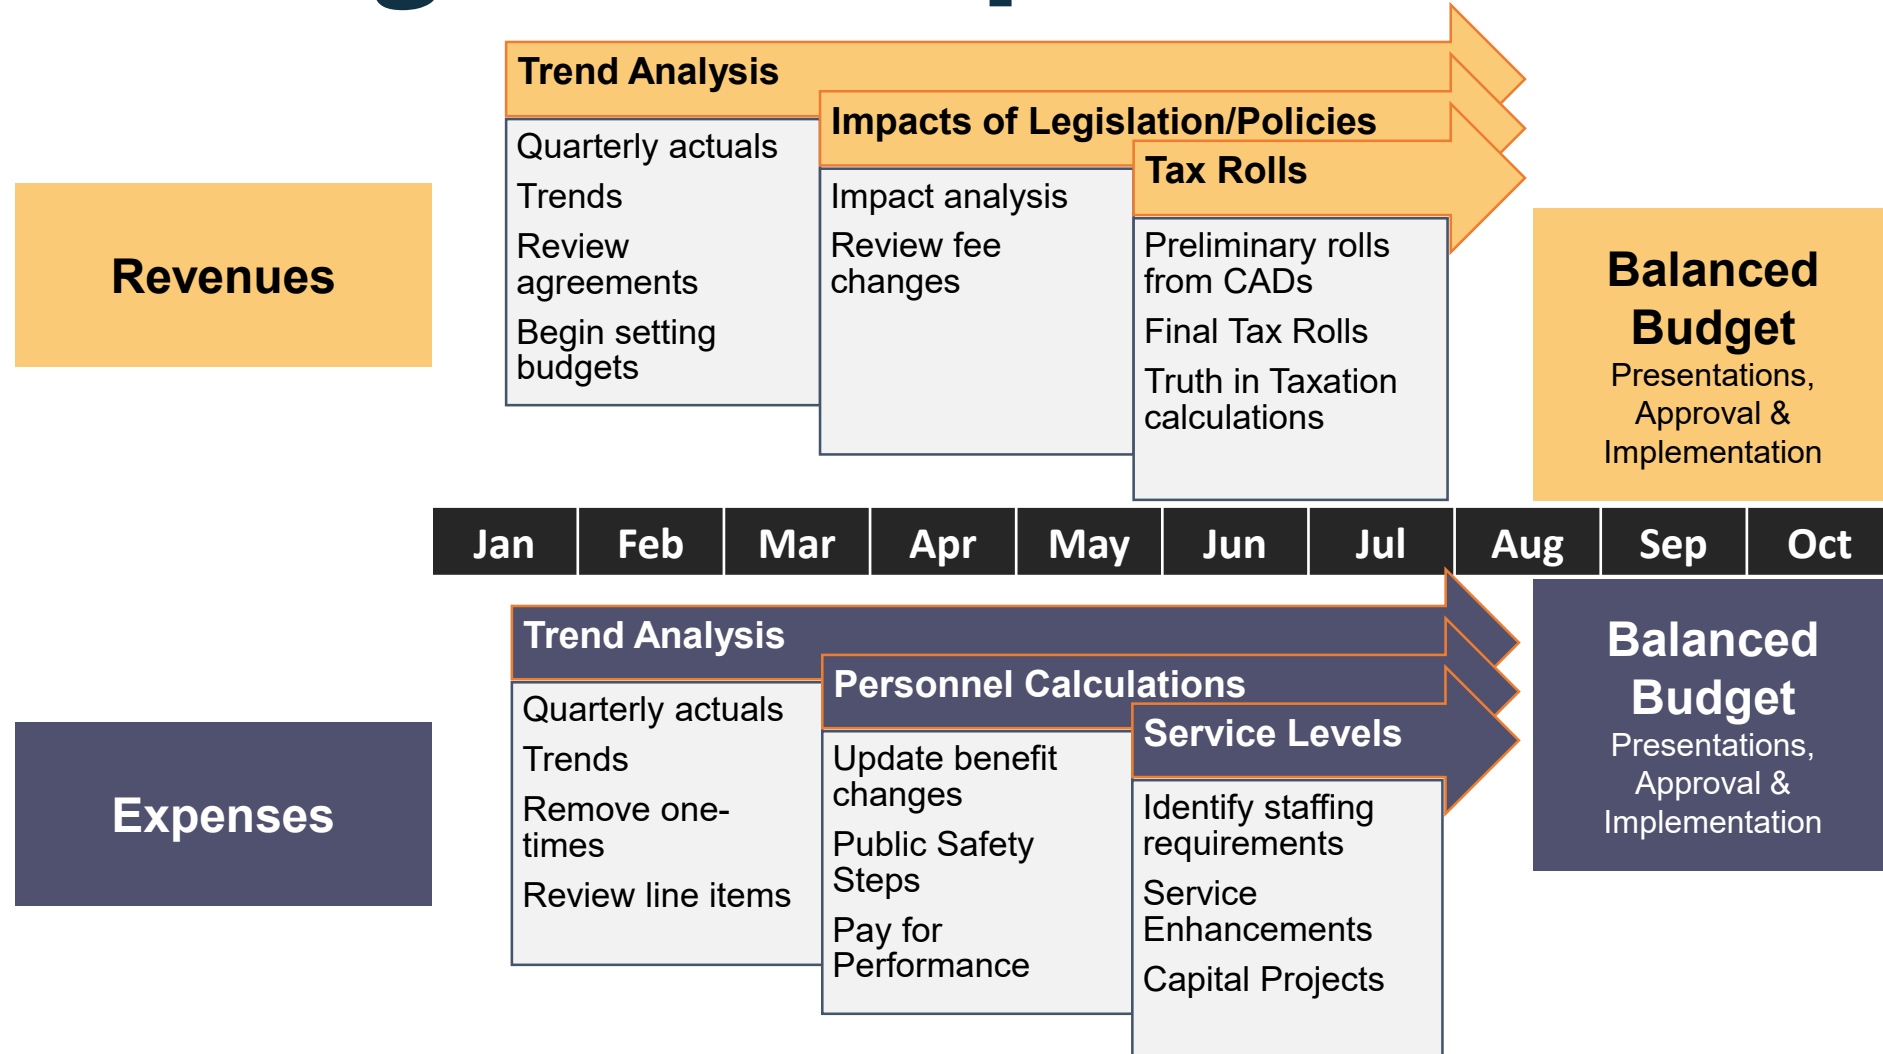 Trend Analysis
Quarterly actuals
Trends
Review
agreements
Begin setting
budgets
Impacts of Legislation/Policies
Impact analysis
Review fee
changes
Tax Rolls
Preliminary rolls
from CADs
Final Tax Rolls
Truth in Taxation
calculations
Revenues
Balanced
Budget
Presentations,
Approval &
Implementation
Jan Feb Mar Apr May Jun Jul Aug Sep Oct
Trend Analysis
Quarterly actuals
Trends
Remove one-
times
Review line items
Personnel Calculations
Update benefit
changes
Public Safety
Steps
Pay for
Performance
Service Levels
Identify staffing
requirements
Service
Enhancements
Capital Projects
Expenses
Balanced
Budget
Presentations,
Approval &
Implementation